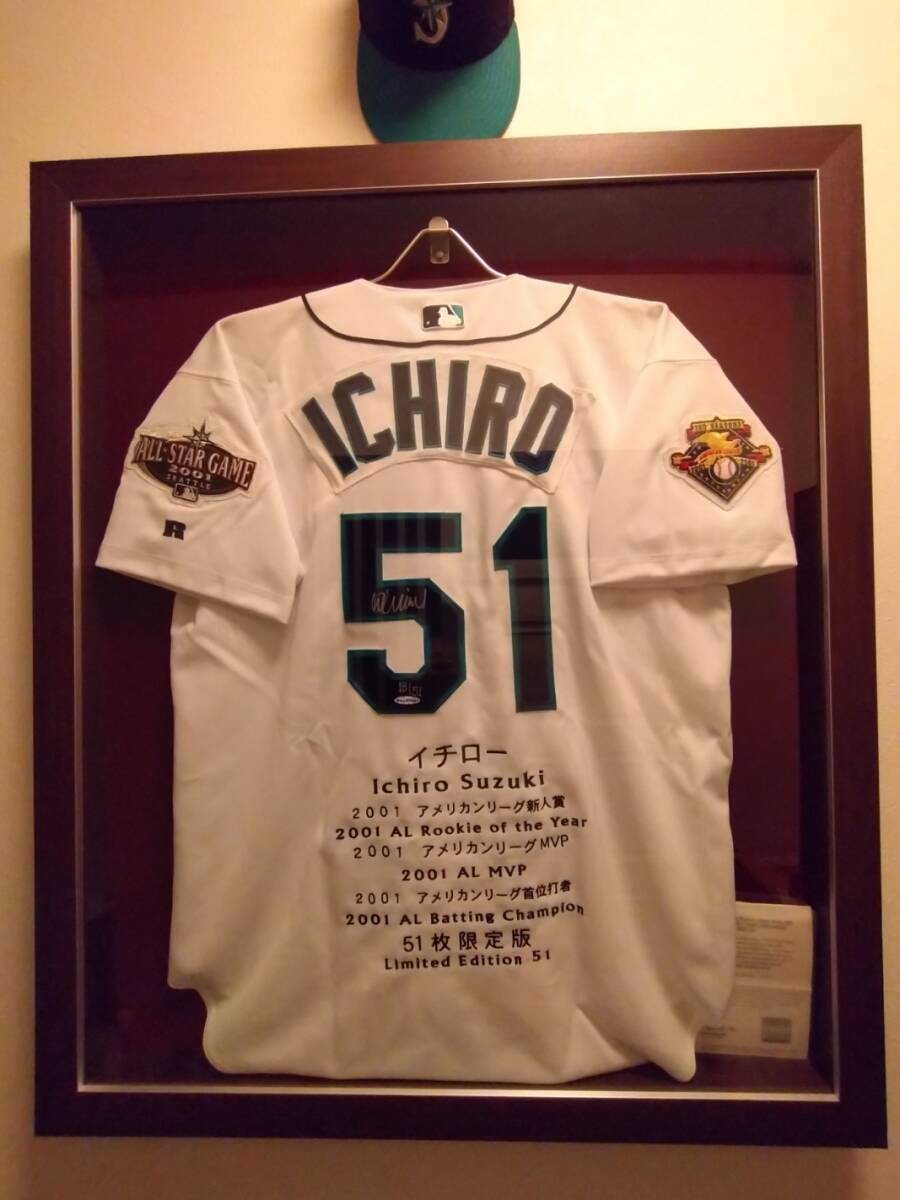 ICHIRO
ALL-STAR GAME
2001
SEATTLE
R
51
18/51
イチロー
Ichiro Suzuki
2001 アメリカンリーグ新人賞
2001 AL Rookie of the Year
2001 アメリカンリーグMVP
2001 AL MVP
2001 アメリカンリーグ首位打者
2001 AL Batting Champion
51枚限定版
Limited Edition 51